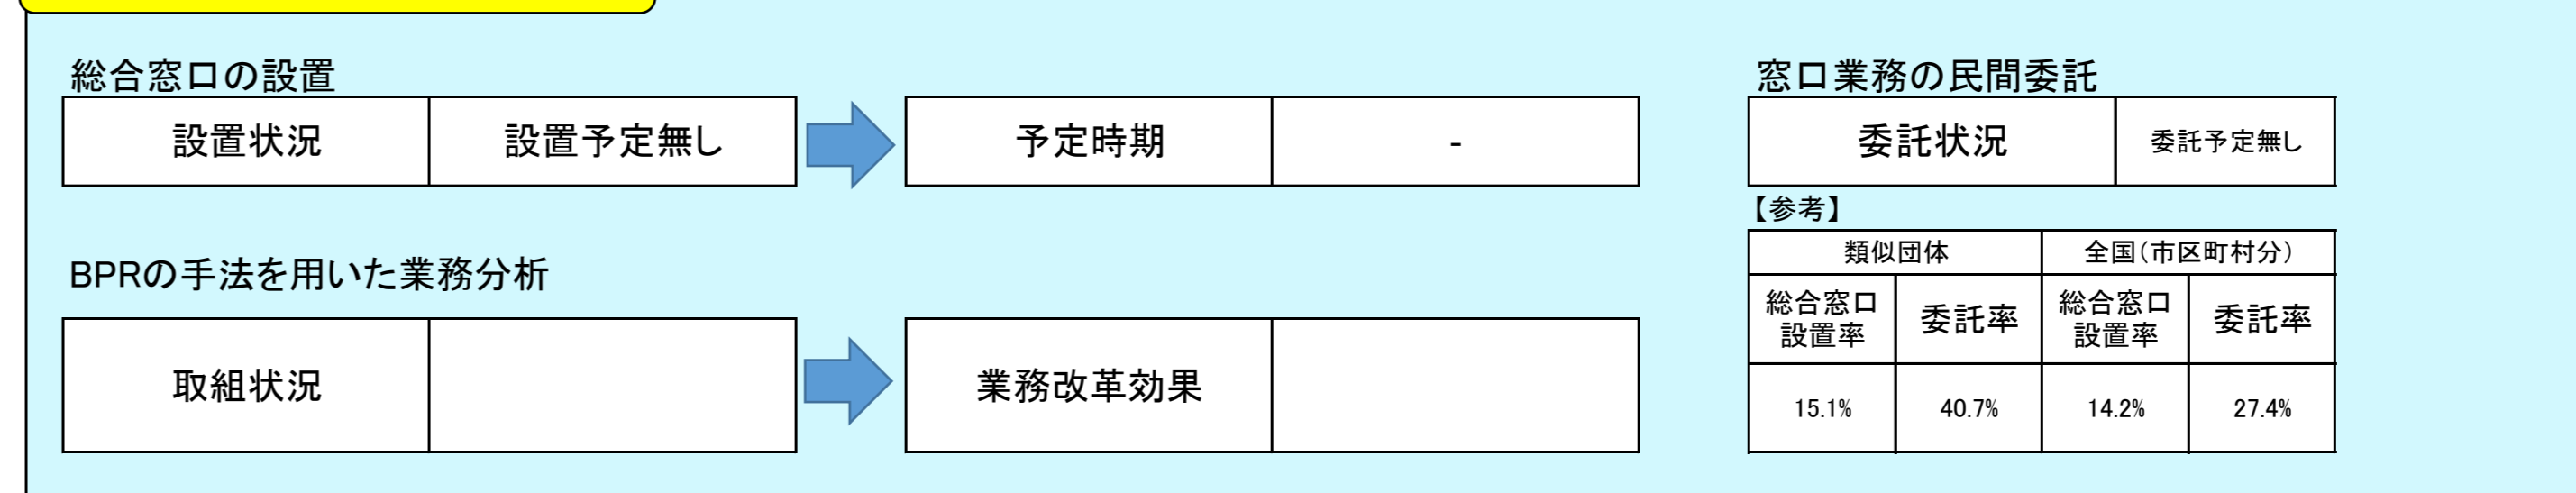 総合窓口の設置
設置状況 設置予定無し 予定時期 -
BPRの手法を用いた業務分析
取組状況 業務改革効果
窓口業務の民間委託
委託状況 委託予定無し
【参考】
類似団体 全国(市区町村分)
総合窓口
設置率
委託率
総合窓口
設置率
委託率
15.1% 40.7% 14.2% 27.4%